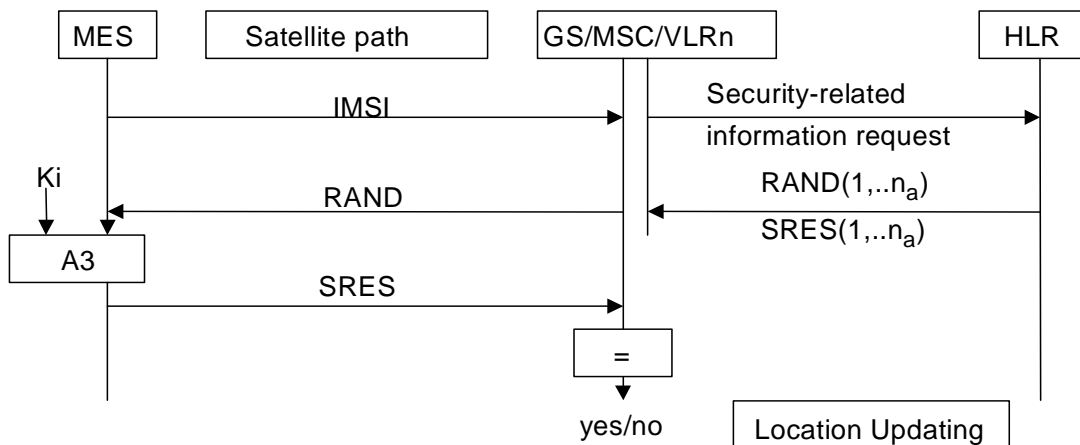 MES
Satellite path
GS/MSC/VLRn
HLR
IMSI
Security-related
information request
Ki
RAND
RAND(1,..nₐ)
SRES(1,..nₐ)
A3
SRES
=
yes/no
Location Updating